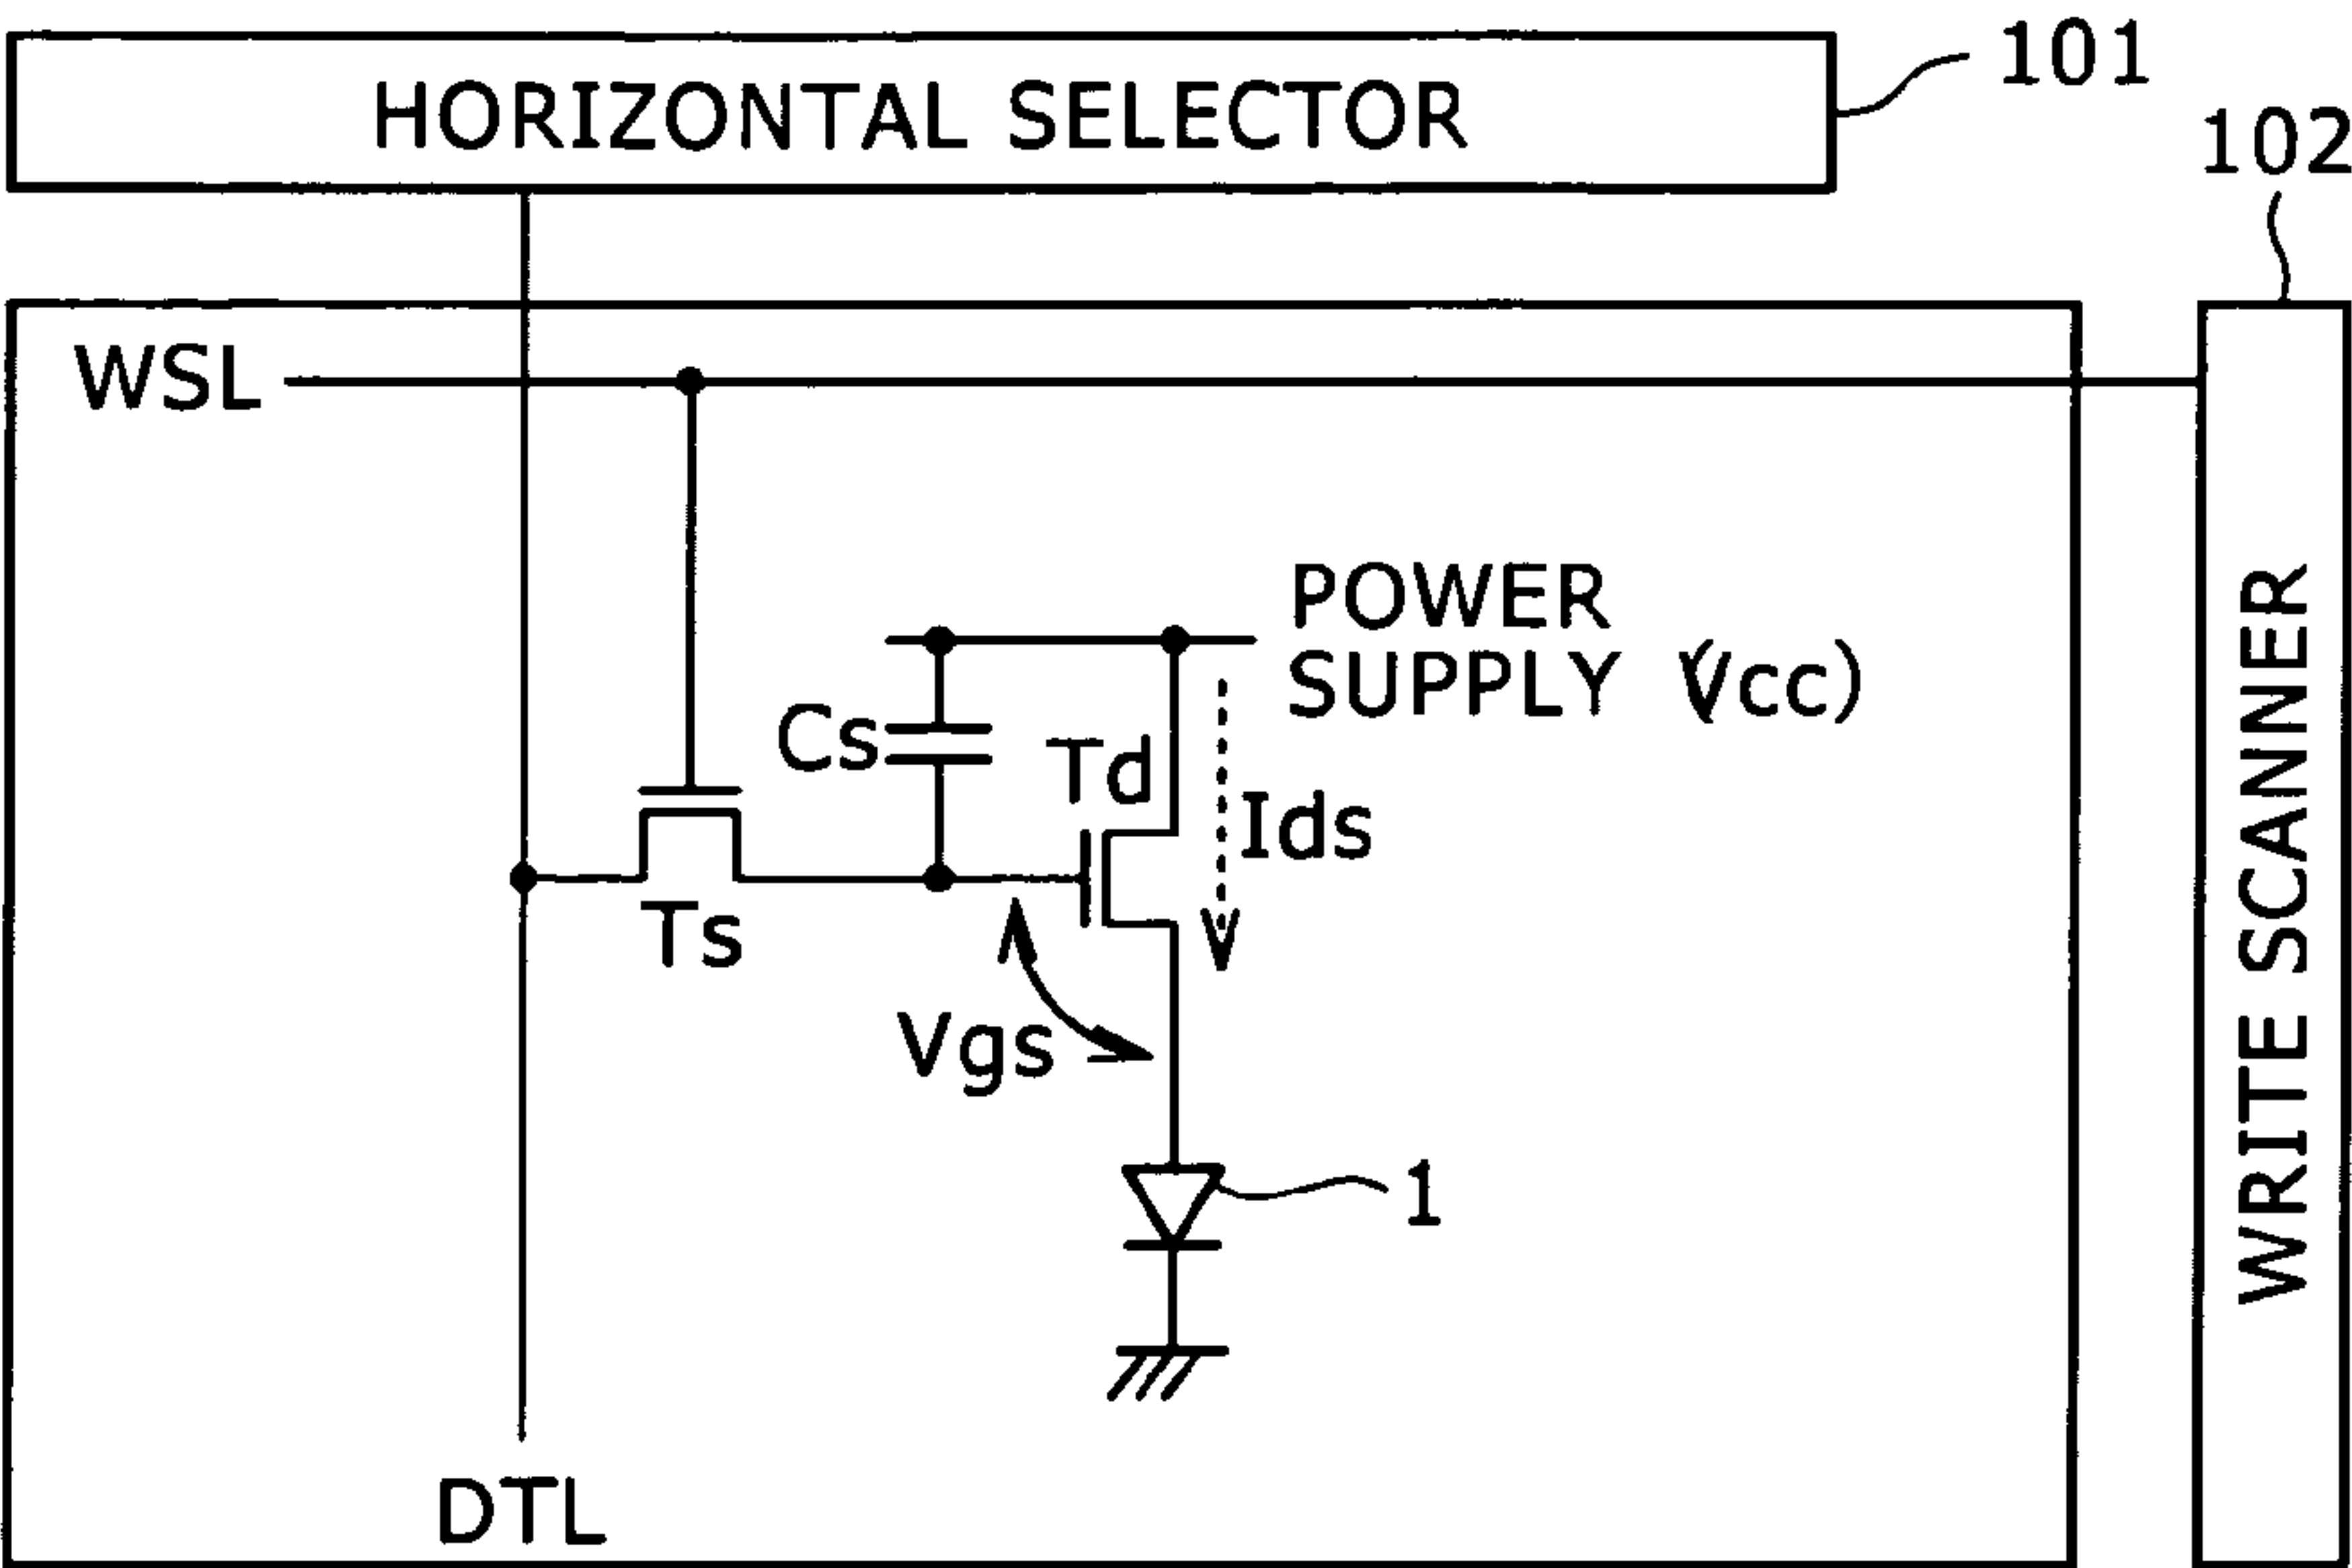 HORIZONTAL SELECTOR
101
102
WSL
POWER
SUPPLY (Vcc)
Cs
Td
Ids
Ts
Vgs
1
WRITE SCANNER
DTL